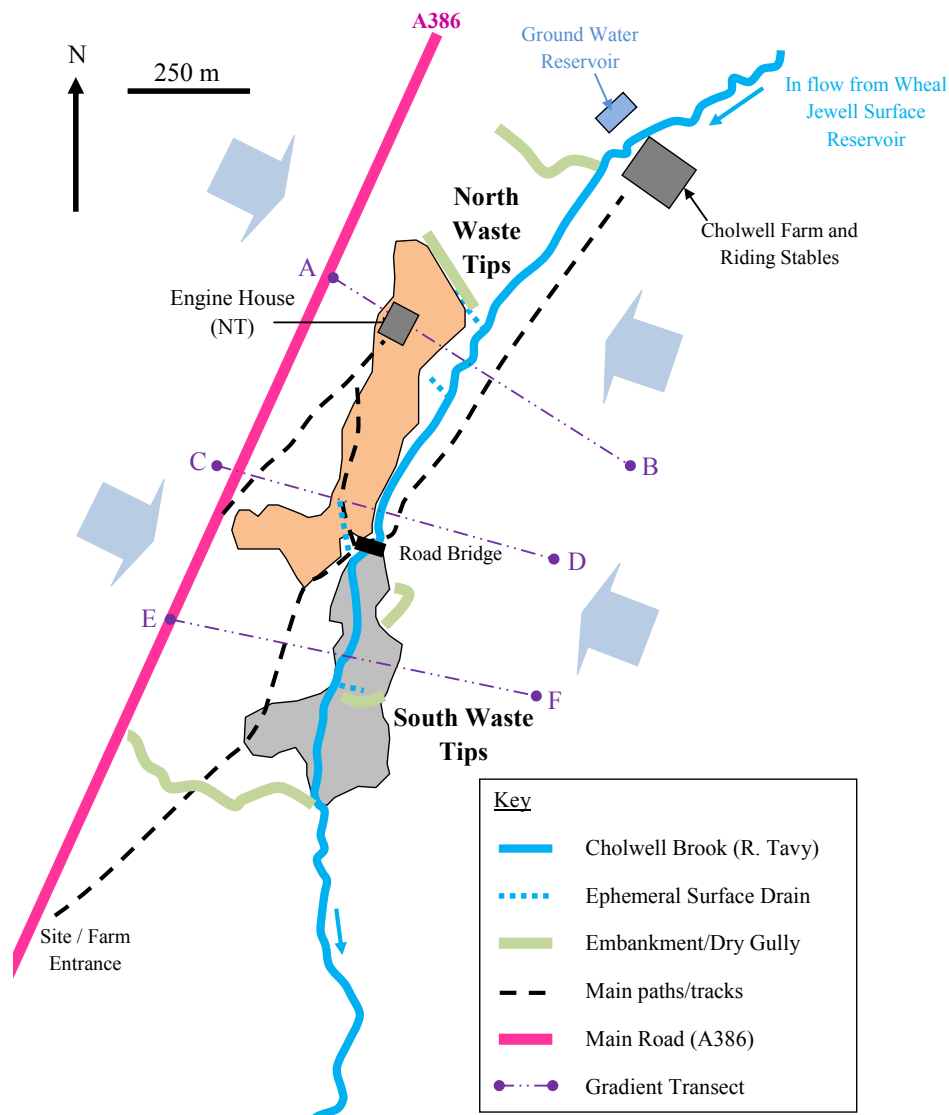 A386
N
250 m
Ground Water
Reservoir
In flow from Wheal
Jewell Surface
Reservoir
North
Waste
Tips
Cholwell Farm and
Riding Stables
A
Engine House
(NT)
C
B
Road Bridge
D
E
F
South Waste
Tips
Site / Farm
Entrance
Key
Cholwell Brook (R. Tavy)
Ephemeral Surface Drain
Embankment/Dry Gully
Main paths/tracks
Main Road (A386)
Gradient Transect